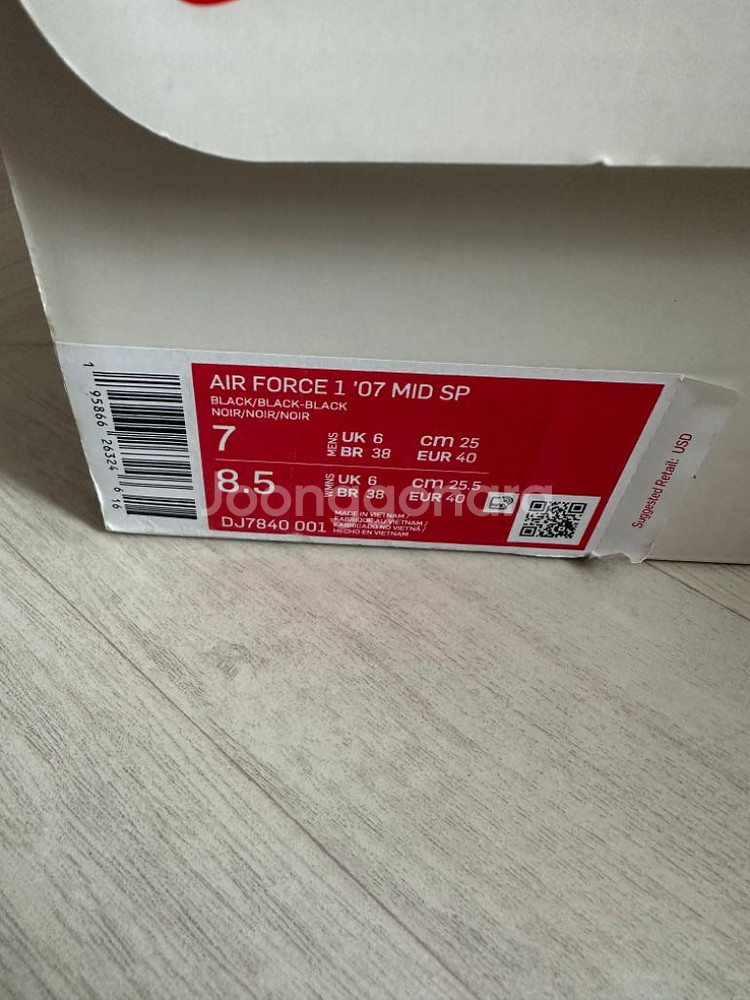 AIR FORCE 1 '07 MID SP
BLACK/BLACK-BLACK
NOIR/NOIR/NOIR
7 MENS UK 6 cm 25
BR 38 EUR 40
8.5 WMNS UK 6 cm 25.5
BR 38 EUR 40
DJ7840 001
MADE IN VIETNAM /
FABRIQUE AU VIETNAM /
FABRICADO NO VIETNÃ /
HECHO EN VIETNAM
1 95866 26324 6 16
Suggested Retail: USD
Joonggonara